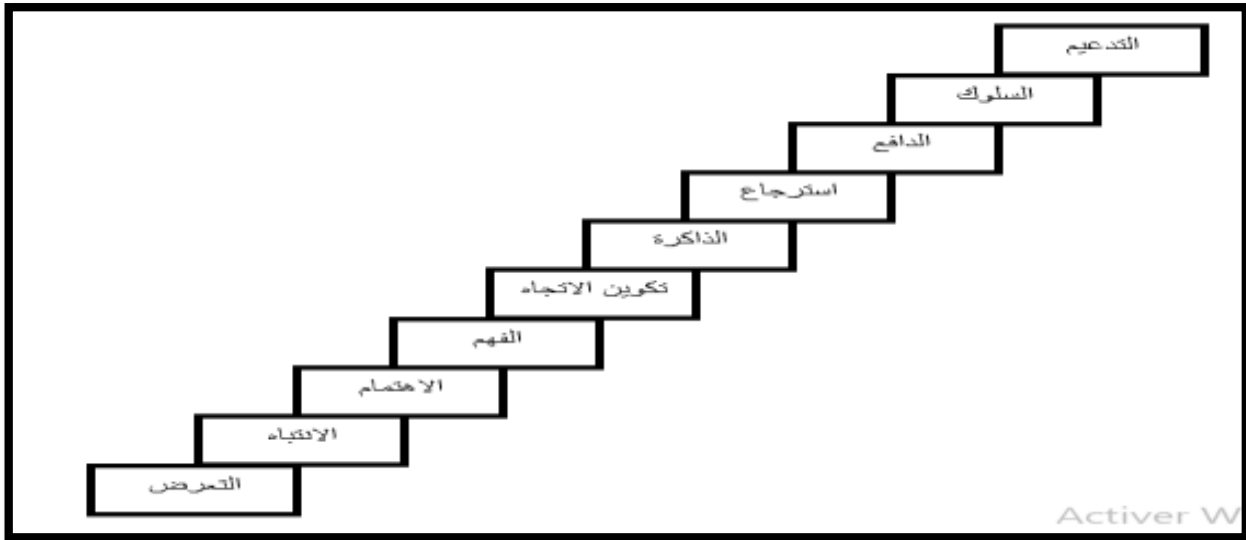 التدعيم
السلوك
الدافع
استرجاع
الذاكرة
تكوين الاتجاه
الفهم
الاهتمام
الانتباه
التعرض
Activer W